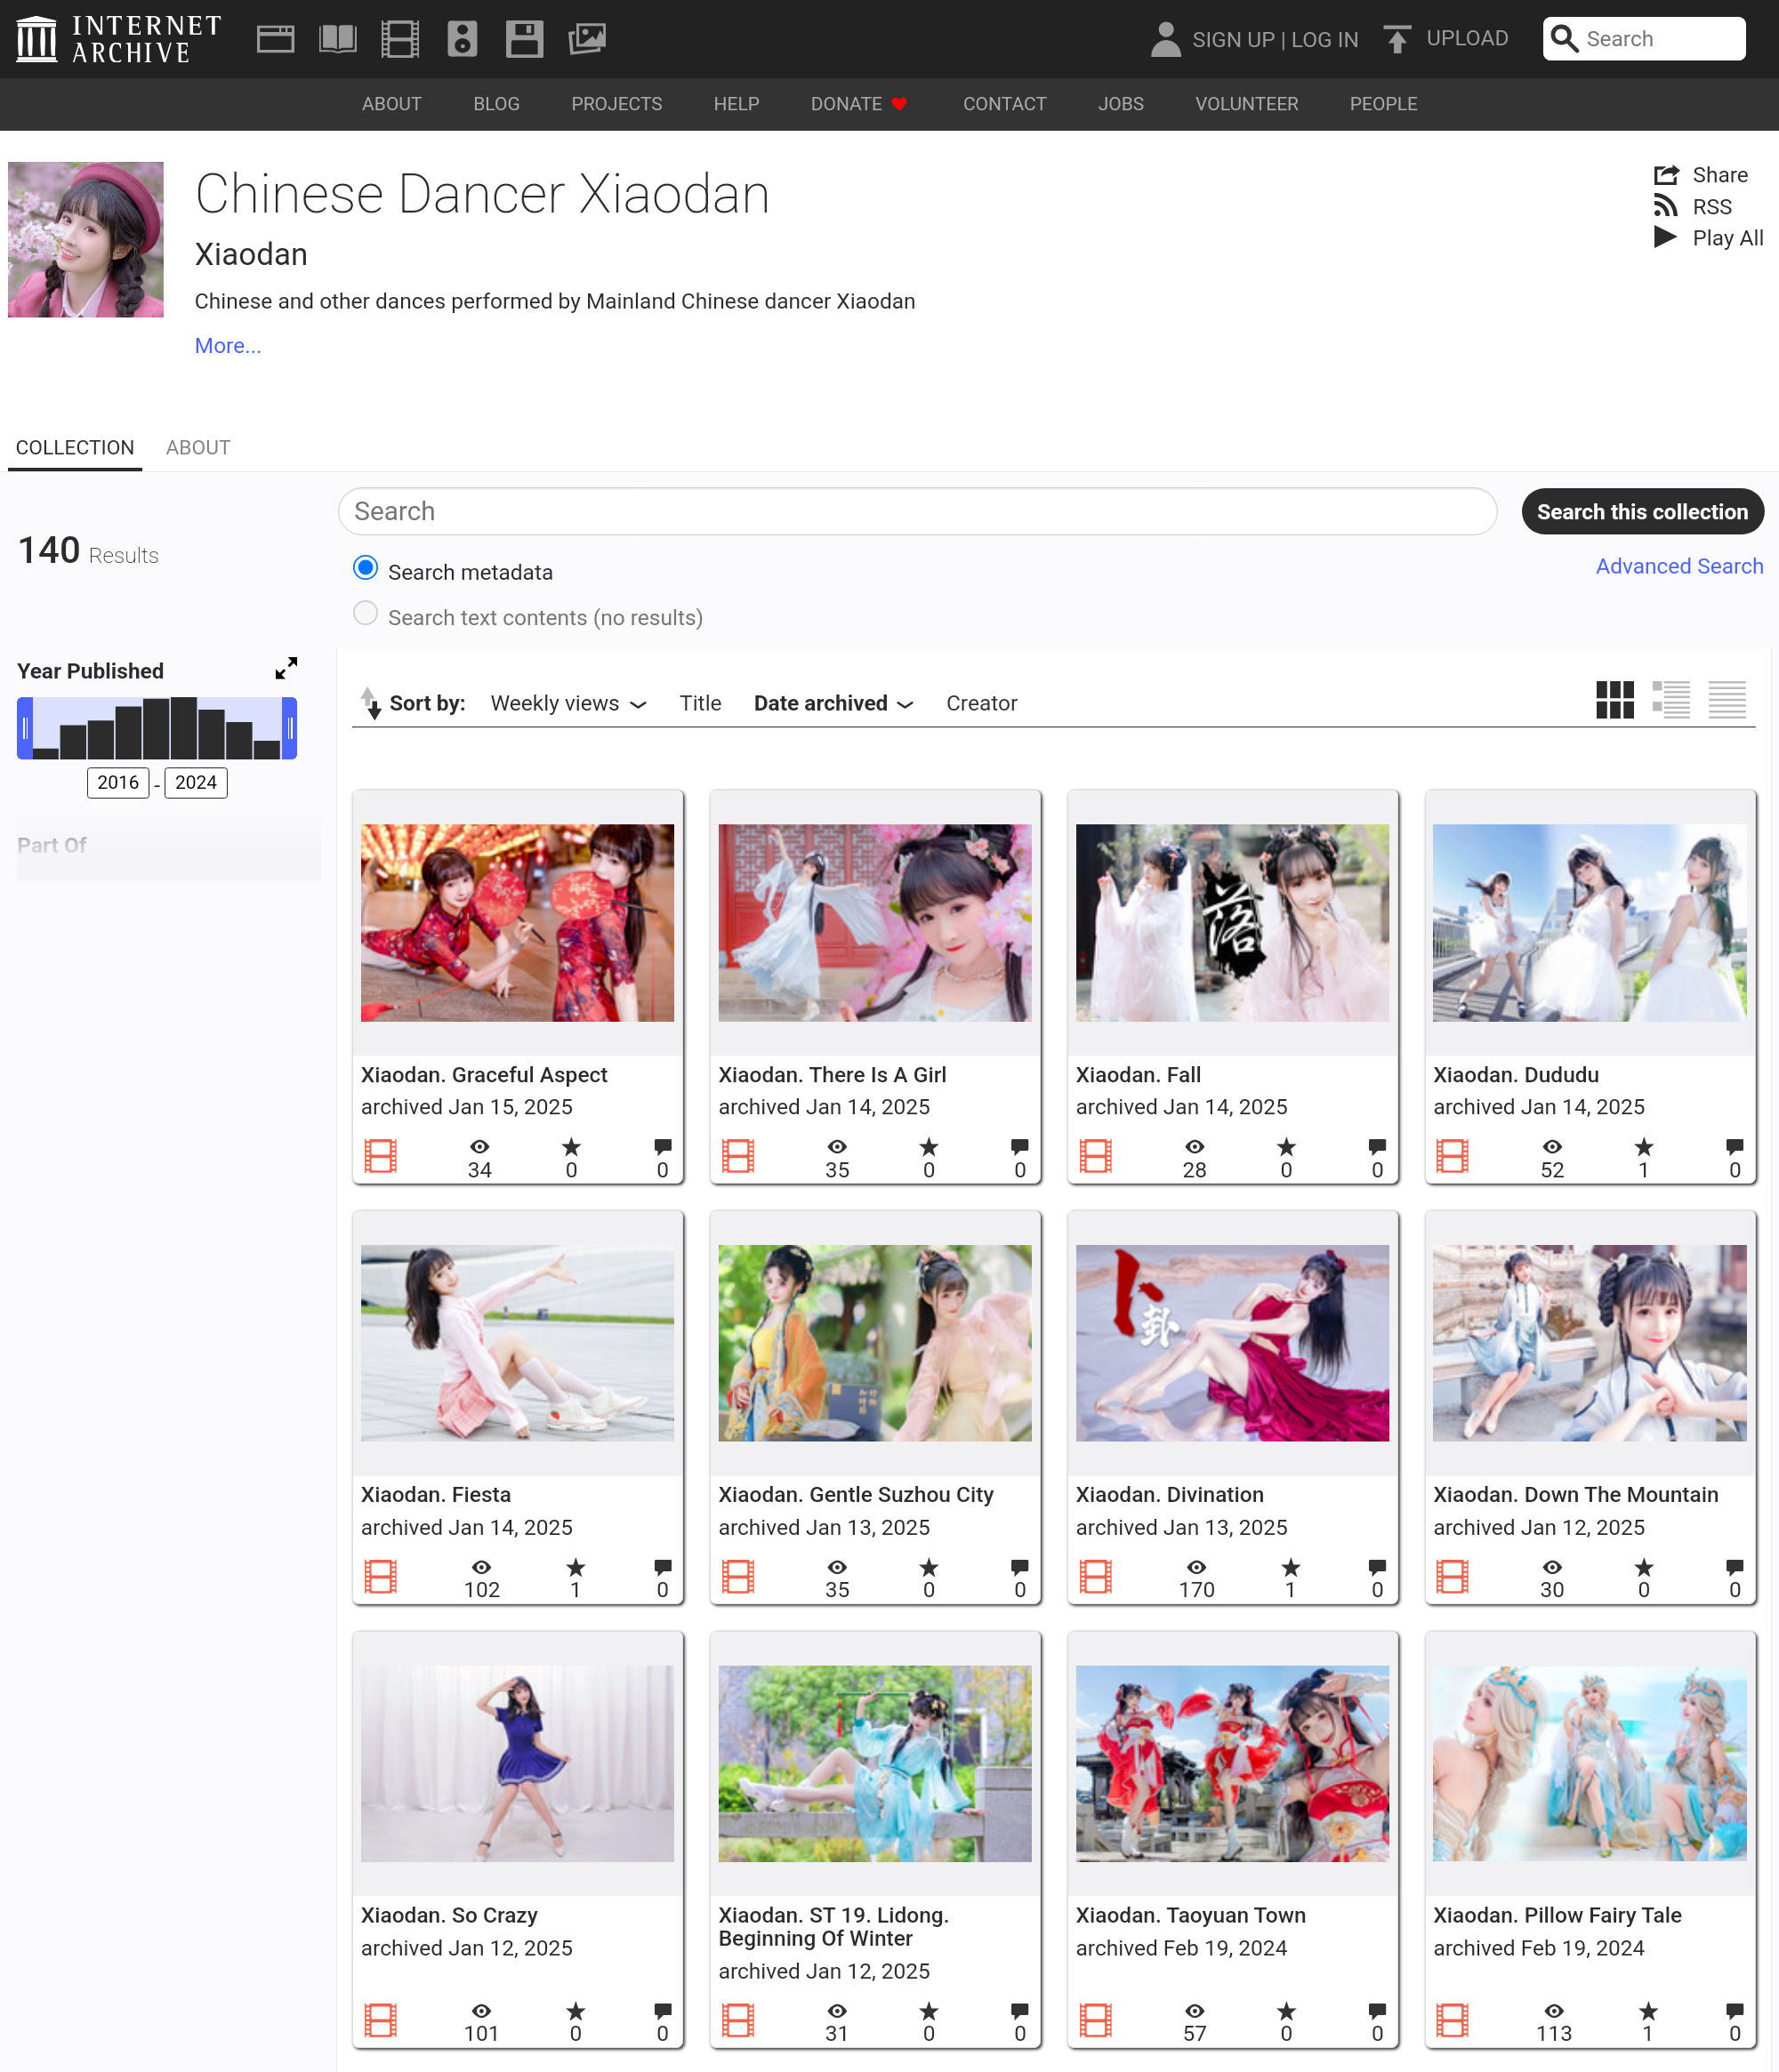 INTERNET
ARCHIVE
SIGN UP | LOG IN
UPLOAD
Search
ABOUT
BLOG
PROJECTS
HELP
DONATE
CONTACT
JOBS
VOLUNTEER
PEOPLE
Chinese Dancer Xiaodan
Xiaodan
Chinese and other dances performed by Mainland Chinese dancer Xiaodan
More...
Share
RSS
Play All
COLLECTION
ABOUT
140 Results
Search
Search this collection
Search metadata
Advanced Search
Search text contents (no results)
Year Published
2016 - 2024
Part Of
Sort by:
Weekly views
Title
Date archived
Creator
落
Xiaodan. Graceful Aspect
archived Jan 15, 2025
34
0
0
Xiaodan. There Is A Girl
archived Jan 14, 2025
35
0
0
Xiaodan. Fall
archived Jan 14, 2025
28
0
0
Xiaodan. Dududu
archived Jan 14, 2025
52
1
0
卜
卦
Xiaodan. Fiesta
archived Jan 14, 2025
102
1
0
Xiaodan. Gentle Suzhou City
archived Jan 13, 2025
35
0
0
Xiaodan. Divination
archived Jan 13, 2025
170
1
0
Xiaodan. Down The Mountain
archived Jan 12, 2025
30
0
0
Xiaodan. So Crazy
archived Jan 12, 2025
101
0
0
Xiaodan. ST 19. Lidong.
Beginning Of Winter
archived Jan 12, 2025
31
0
0
Xiaodan. Taoyuan Town
archived Feb 19, 2024
57
0
0
Xiaodan. Pillow Fairy Tale
archived Feb 19, 2024
113
1
0